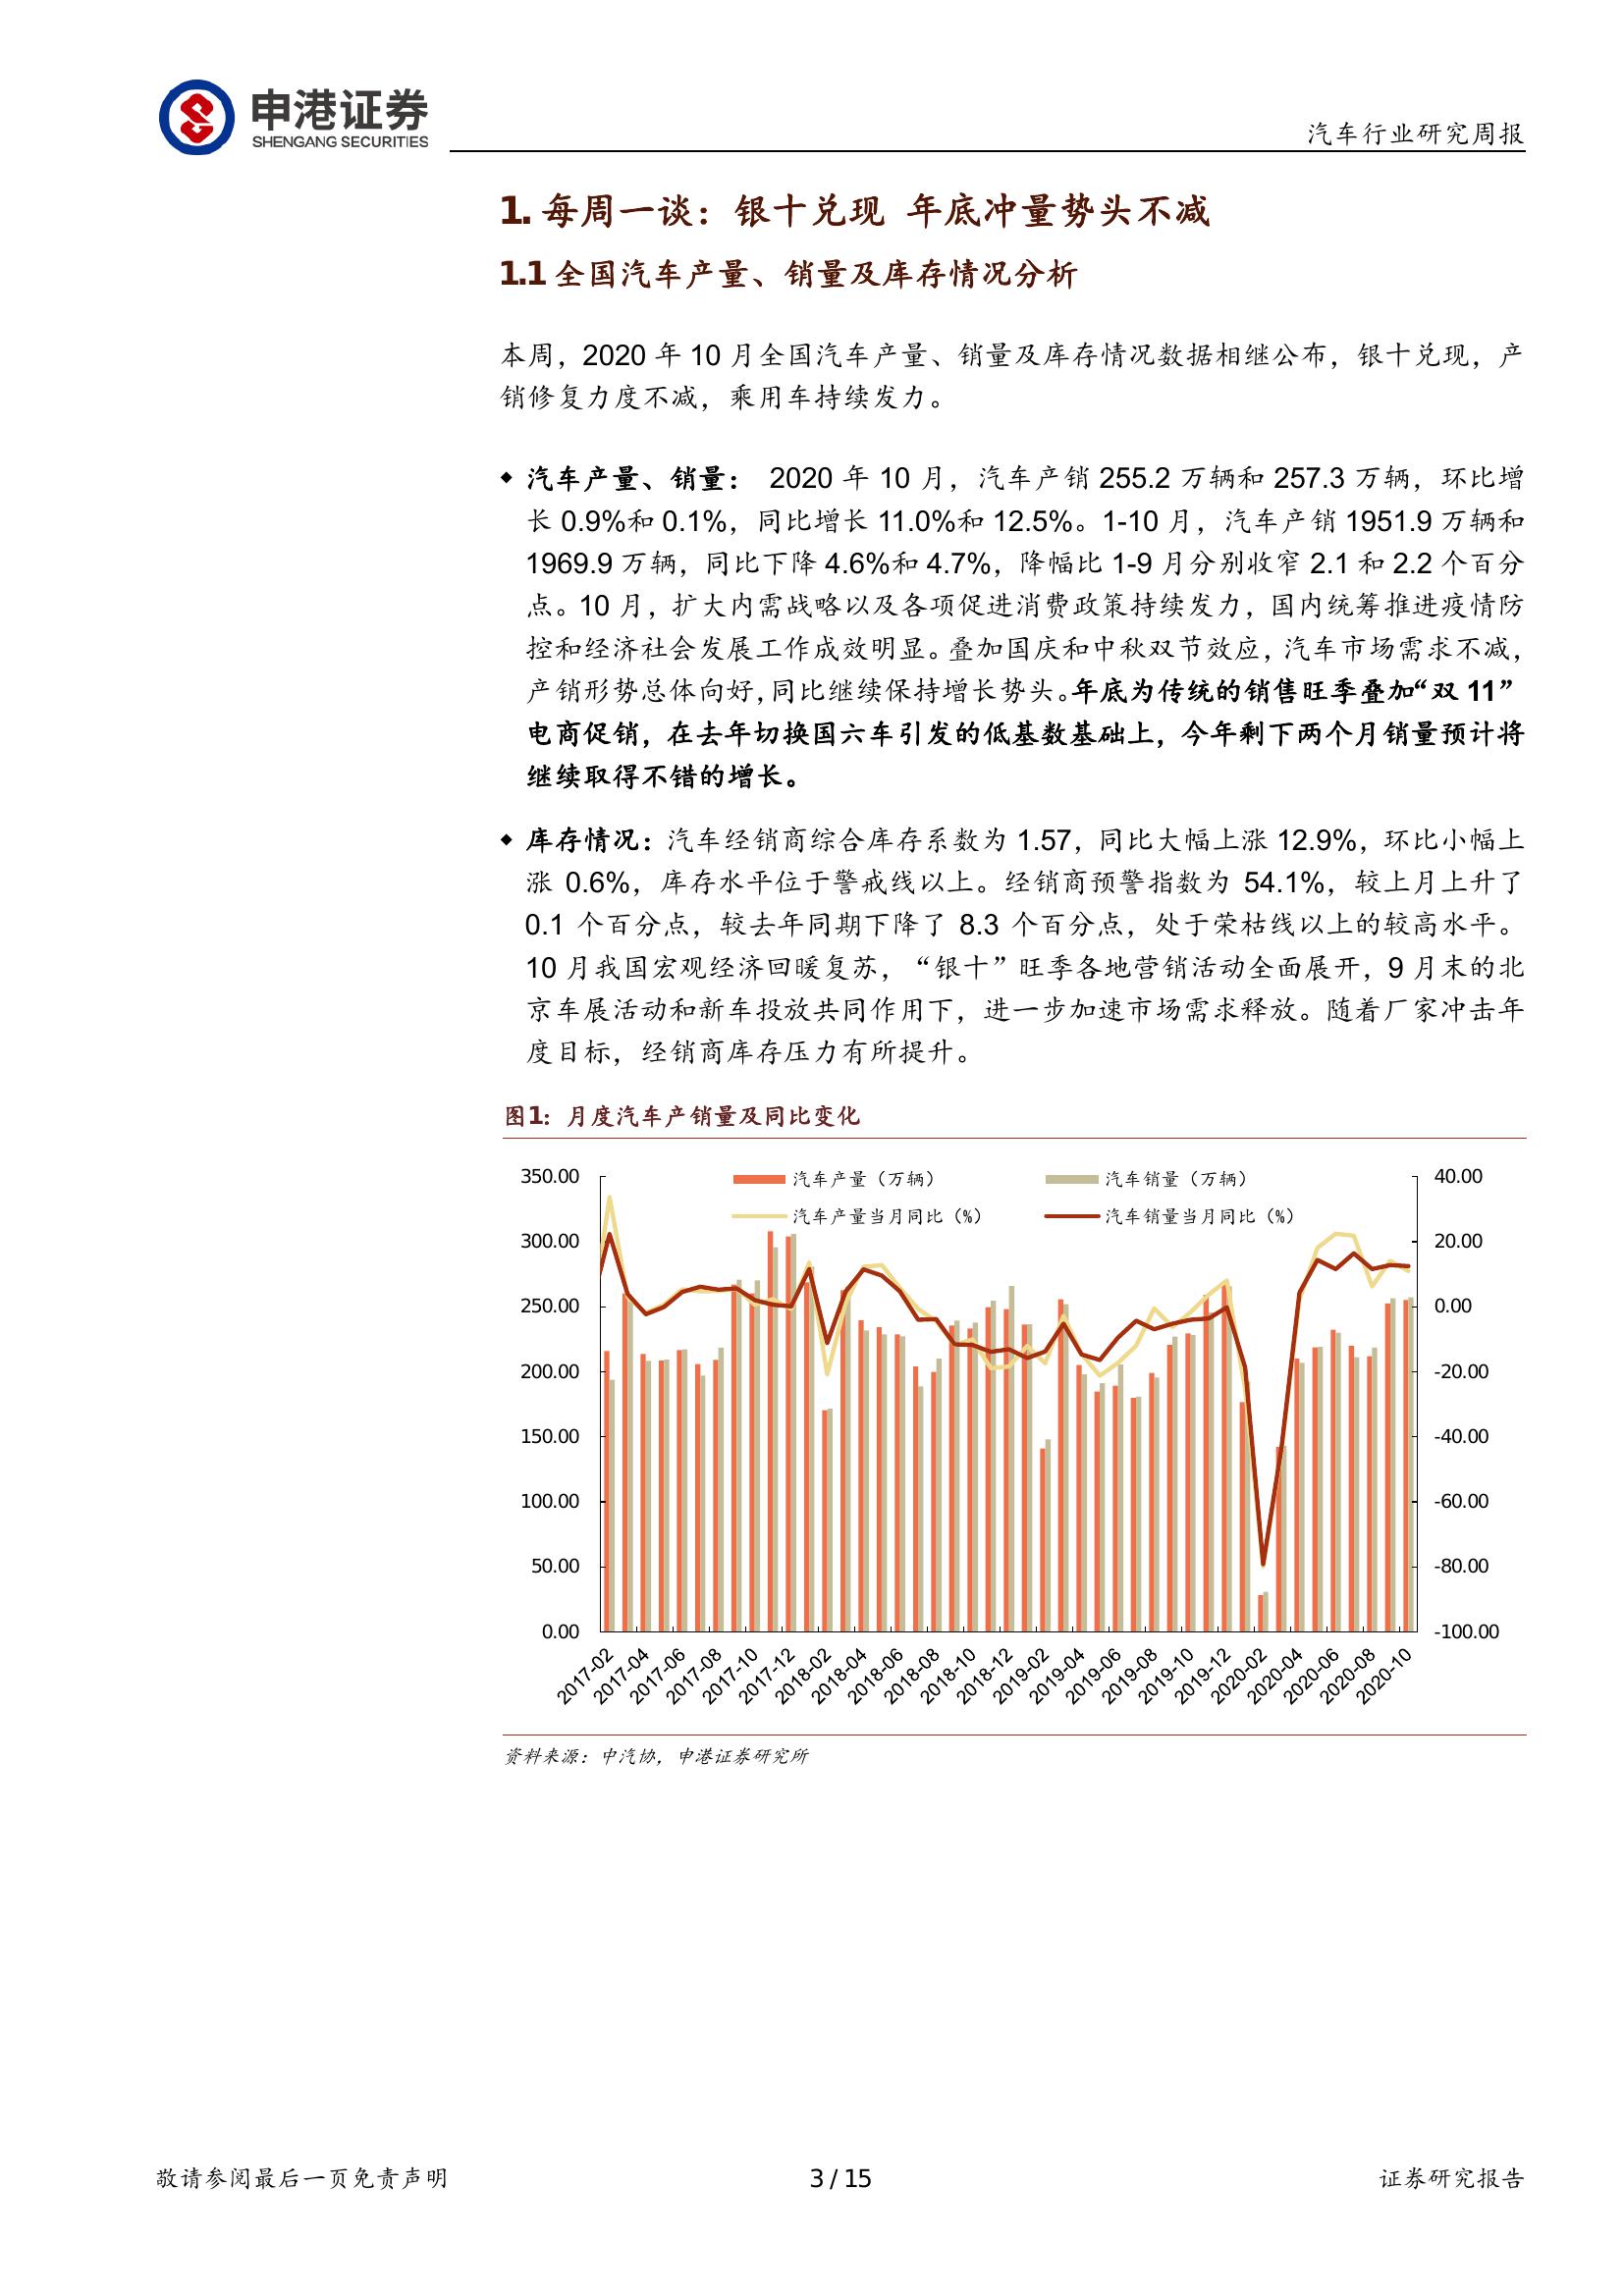 申港证券
SHENGANG SECURITIES
汽车行业研究周报
1. 每周一谈：银十兑现 年底冲量势头不减
1.1 全国汽车产量、销量及库存情况分析
本周，2020 年 10 月全国汽车产量、销量及库存情况数据相继公布，银十兑现，产
销修复力度不减，乘用车持续发力。
◆ 汽车产量、销量： 2020 年 10 月，汽车产销 255.2 万辆和 257.3 万辆，环比增
长 0.9%和 0.1%，同比增长 11.0%和 12.5%。1-10 月，汽车产销 1951.9 万辆和
1969.9 万辆，同比下降 4.6%和 4.7%，降幅比 1-9 月分别收窄 2.1 和 2.2 个百分
点。10 月，扩大内需战略以及各项促进消费政策持续发力，国内统筹推进疫情防
控和经济社会发展工作成效明显。叠加国庆和中秋双节效应，汽车市场需求不减，
产销形势总体向好，同比继续保持增长势头。年底为传统的销售旺季叠加“双 11”
电商促销，在去年切换国六车引发的低基数基础上，今年剩下两个月销量预计将
继续取得不错的增长。
◆ 库存情况：汽车经销商综合库存系数为 1.57，同比大幅上涨 12.9%，环比小幅上
涨 0.6%，库存水平位于警戒线以上。经销商预警指数为 54.1%，较上月上升了
0.1 个百分点，较去年同期下降了 8.3 个百分点，处于荣枯线以上的较高水平。
10 月我国宏观经济回暖复苏，“银十”旺季各地营销活动全面展开，9 月末的北
京车展活动和新车投放共同作用下，进一步加速市场需求释放。随着厂家冲击年
度目标，经销商库存压力有所提升。
图1：月度汽车产销量及同比变化
汽车产量（万辆） 汽车销量（万辆）
汽车产量当月同比（%） 汽车销量当月同比（%）
350.00 40.00
300.00 20.00
250.00 0.00
200.00 -20.00
150.00 -40.00
100.00 -60.00
50.00 -80.00
0.00 -100.00
2017-02 2017-04 2017-06 2017-08 2017-10 2017-12 2018-02 2018-04 2018-06 2018-08 2018-10 2018-12 2019-02 2019-04 2019-06 2019-08 2019-10 2019-12 2020-02 2020-04 2020-06 2020-08 2020-10
资料来源：中汽协，申港证券研究所
敬请参阅最后一页免责声明 3 / 15 证券研究报告